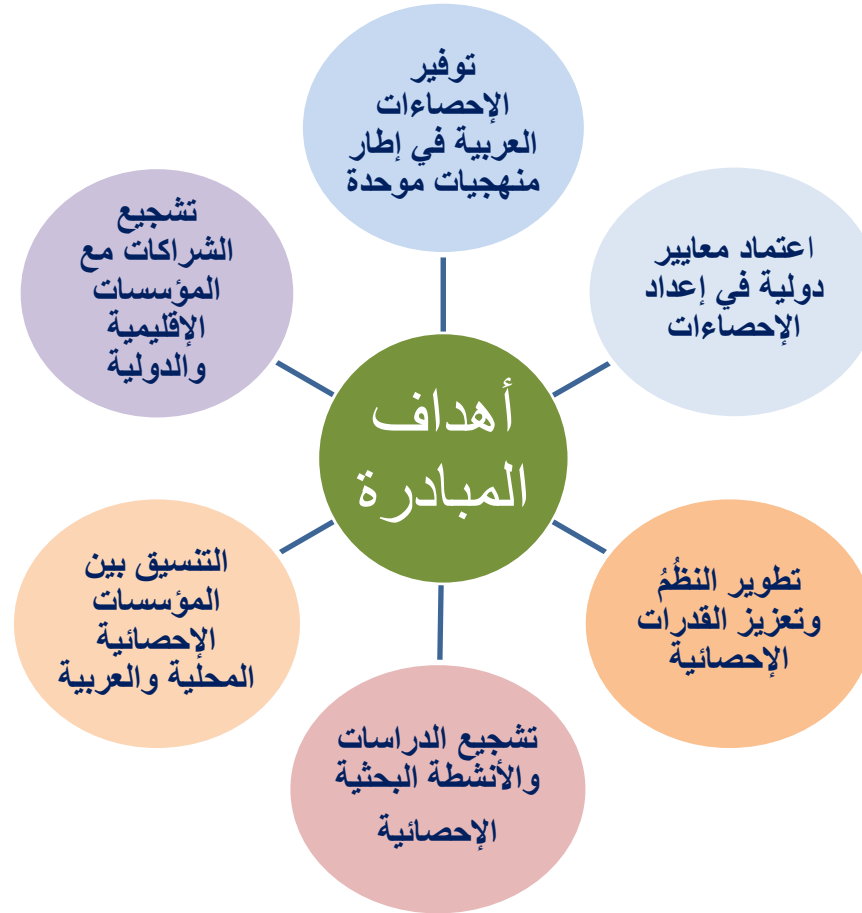 توفير
الإحصاءات
العربية في إطار
منهجيات موحدة
اعتماد معايير
دولية في إعداد
الإحصاءات
تشجيع
الشراكات مع
المؤسسات
الإقليمية
والدولية
أهداف
المبادرة
تطوير النظُمُ
وتعزيز القدرات
الإحصائية
التنسيق بين
المؤسسات
الإحصائية
المحلية والعربية
تشجيع الدراسات
والأنشطة البحثية
الإحصائية